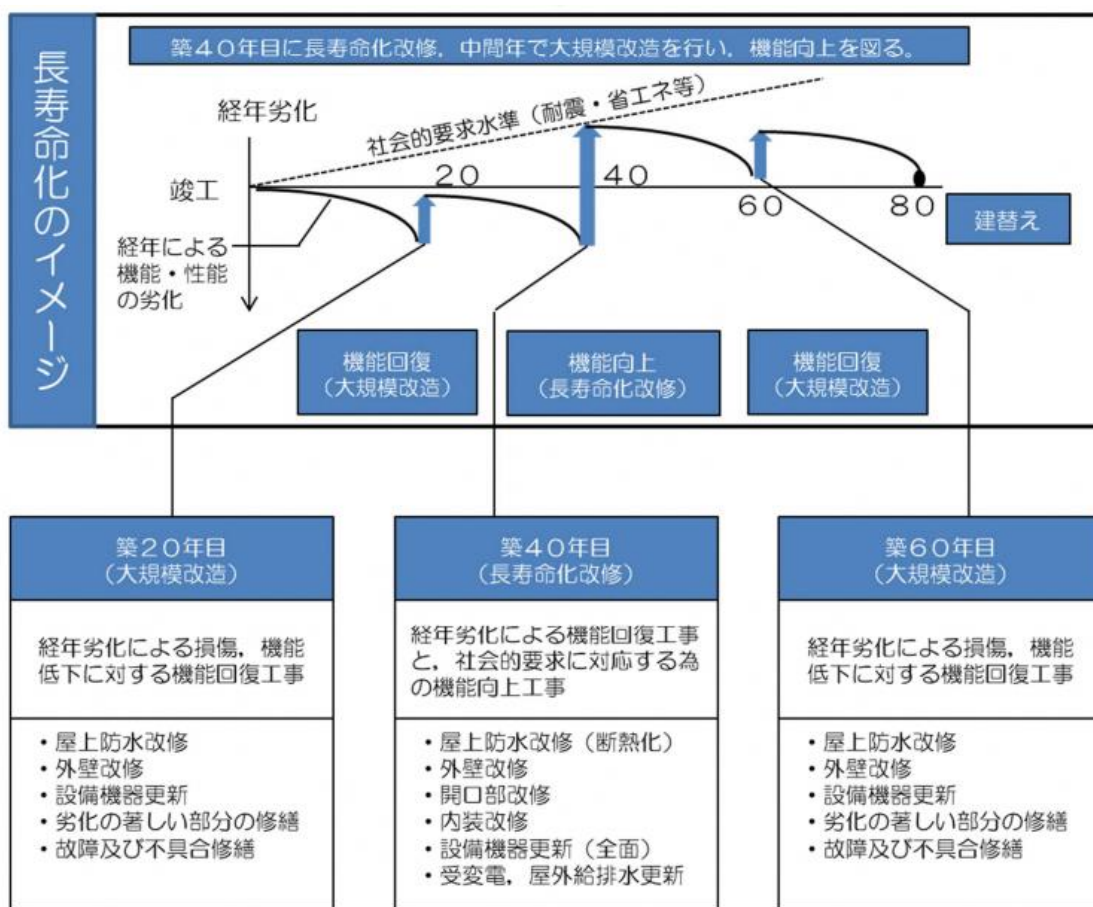 長寿命化のイメージ
築40年目に長寿命化改修，中間年で大規模改造を行い，機能向上を図る。
経年劣化
社会的要求水準（耐震・省エネ等）
竣工
20
40
60
80
建替え
経年による
機能・性能
の劣化
機能回復
（大規模改造）
機能向上
（長寿命化改修）
機能回復
（大規模改造）
築20年目
（大規模改造）
経年劣化による損傷，機能
低下に対する機能回復工事
・屋上防水改修
・外壁改修
・設備機器更新
・劣化の著しい部分の修繕
・故障及び不具合修繕
築40年目
（長寿命化改修）
経年劣化による機能回復工事
と，社会的要求に対応する為
の機能向上工事
・屋上防水改修（断熱化）
・外壁改修
・開口部改修
・内装改修
・設備機器更新（全面）
・受変電，屋外給排水更新
築60年目
（大規模改造）
経年劣化による損傷，機能
低下に対する機能回復工事
・屋上防水改修
・外壁改修
・設備機器更新
・劣化の著しい部分の修繕
・故障及び不具合修繕